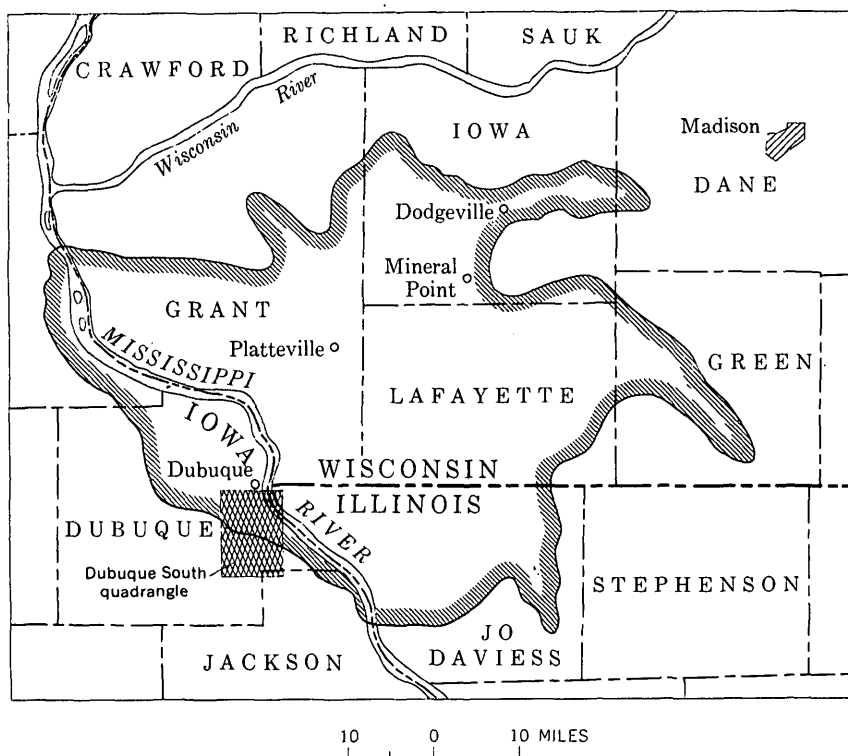 RICHLAND
SAUK
CRAWFORD
Wisconsin River
IOWA
Madison
DANE
Dodgeville
Mineral
Point
GRANT
MISSISSIPPI
Platteville
GREEN
LAFAYETTE
IOWA
Dubuque
WISCONSIN
ILLINOIS
RIVER
DUBUQUE
Dubuque South
quadrangle
STEPHENSON
JO
DAVIESS
JACKSON
10 0 10 MILES